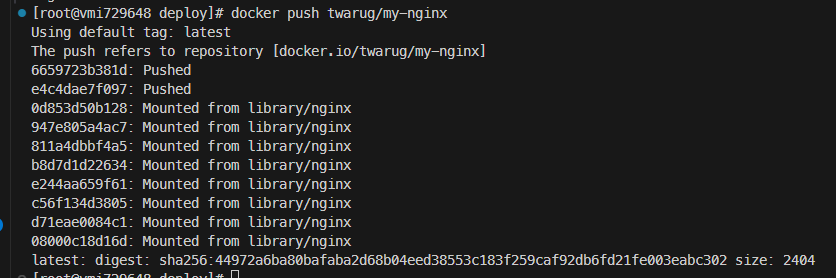 [root@vmi729648 deploy]# docker push twarug/my-nginx
Using default tag: latest
The push refers to repository [docker.io/twarug/my-nginx]
6659723b381d: Pushed
e4c4dae7f097: Pushed
0d853d50b128: Mounted from library/nginx
947e805a4ac7: Mounted from library/nginx
811a4dbbf4a5: Mounted from library/nginx
b8d7d1d22634: Mounted from library/nginx
e244aa659f61: Mounted from library/nginx
c56f134d3805: Mounted from library/nginx
d71eae0084c1: Mounted from library/nginx
08000c18d16d: Mounted from library/nginx
latest: digest: sha256:44972a6ba80bafaba2d68b04eed38553c183f259caf92db6fd21fe003eabc302 size: 2404
[root@vmi729648 deploy]#